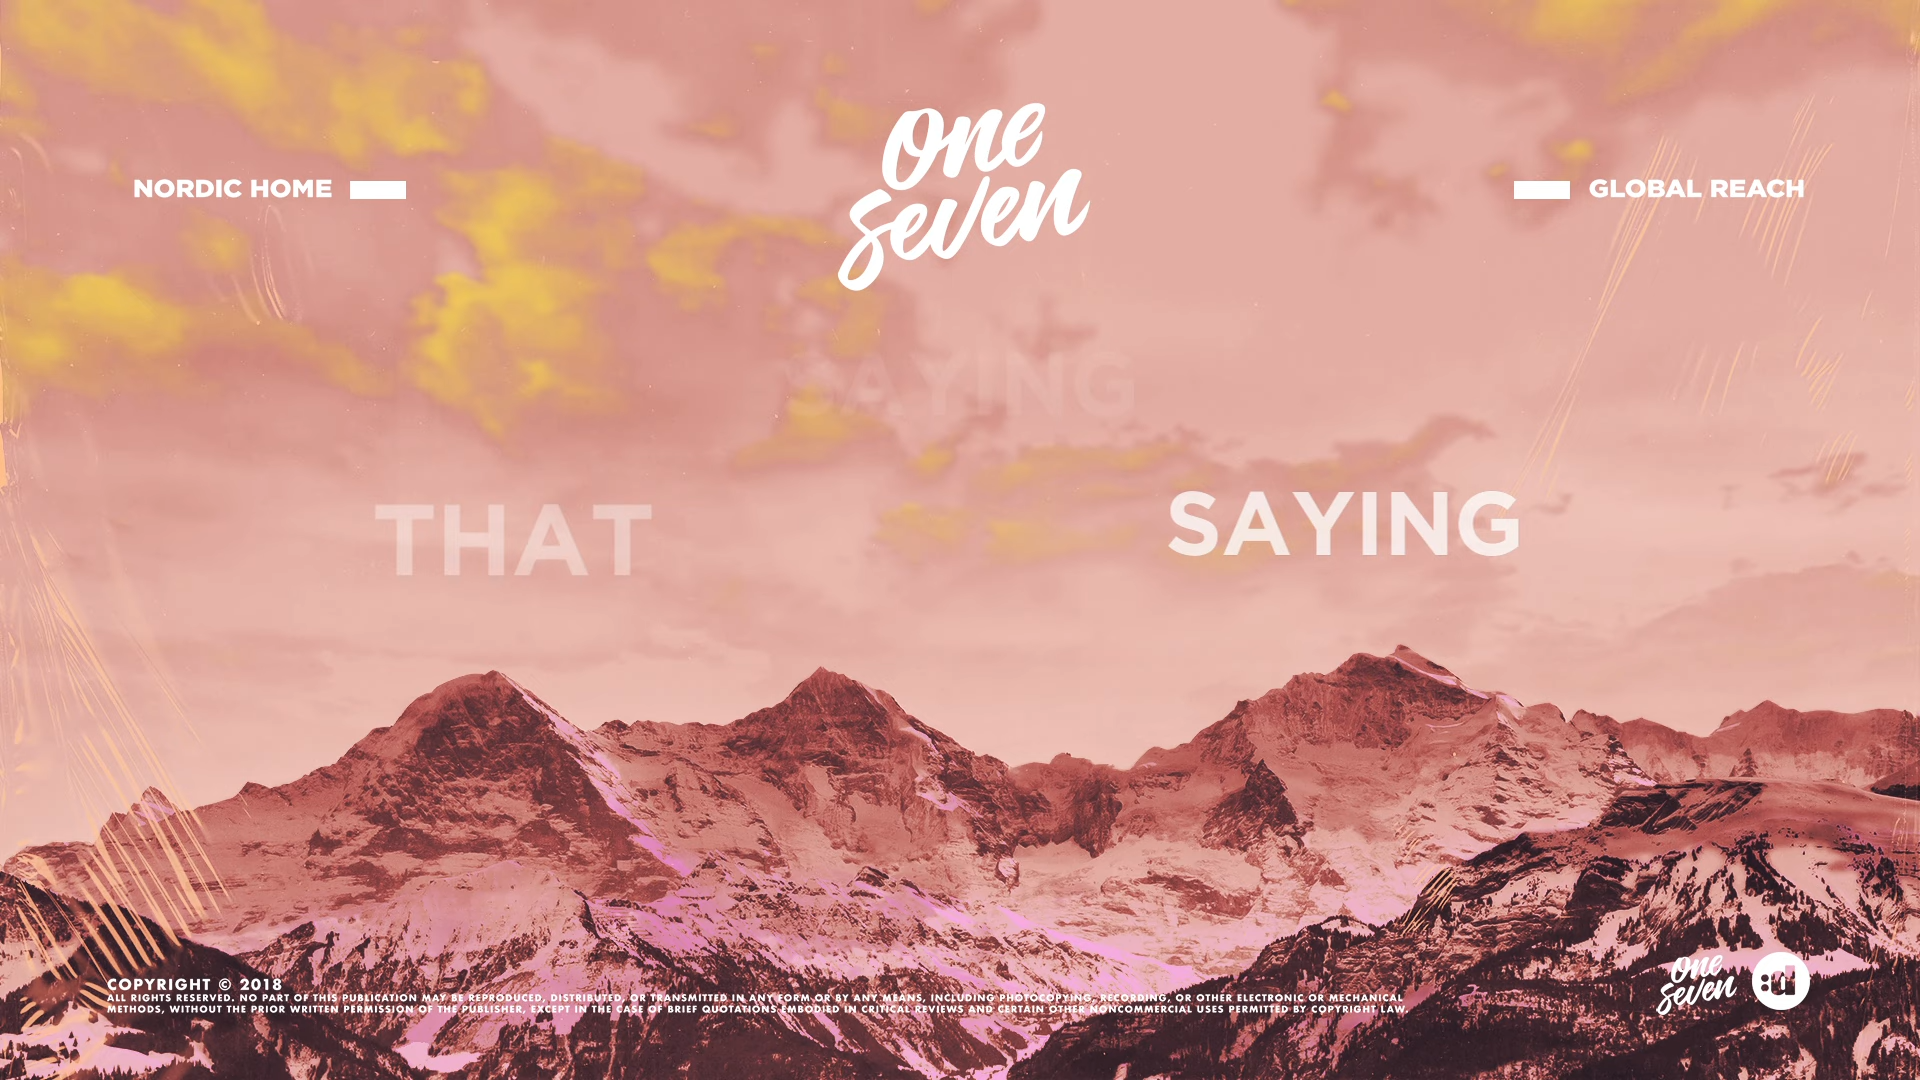 one
seven
NORDIC HOME
GLOBAL REACH
SAYING
THAT
SAYING
COPYRIGHT © 2018
ALL RIGHTS RESERVED. NO PART OF THIS PUBLICATION MAY BE REPRODUCED, DISTRIBUTED, OR TRANSMITTED IN ANY FORM OR BY ANY MEANS, INCLUDING PHOTOCOPYING, RECORDING, OR OTHER ELECTRONIC OR MECHANICAL
METHODS, WITHOUT THE PRIOR WRITTEN PERMISSION OF THE PUBLISHER, EXCEPT IN THE CASE OF BRIEF QUOTATIONS EMBODIED IN CRITICAL REVIEWS AND CERTAIN OTHER NONCOMMERCIAL USES PERMITTED BY COPYRIGHT LAW.
one
seven
:d